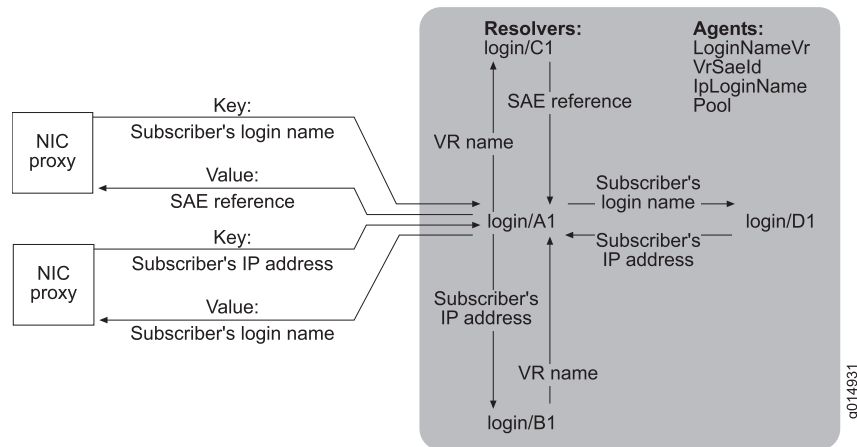 Resolvers:
login/C1
Agents:
LoginNameVr
VrSaeId
IpLoginName
Pool
SAE reference
VR name
NIC
proxy
Key:
Subscriber's login name
Value:
SAE reference
NIC
proxy
Key:
Subscriber's IP address
Value:
Subscriber's login name
login/A1
Subscriber's
login name
Subscriber's
IP address
login/D1
Subscriber's
IP address
VR name
login/B1
g014931